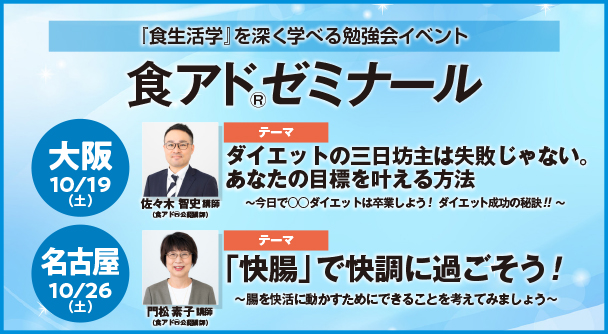 『食生活学』を深く学べる勉強会イベント
食アド®ゼミナール
大阪
10/19
(土)
佐々木 智史 講師
(食アド®公認講師)
テーマ
ダイエットの三日坊主は失敗じゃない。
あなたの目標を叶える方法
～今日で〇〇ダイエットは卒業しよう! ダイエット成功の秘訣!!～
名古屋
10/26
(土)
門松 素子 講師
(食アド®公認講師)
テーマ
「快腸」で快調に過ごそう!
～腸を快活に動かすためにできることを考えてみましょう～